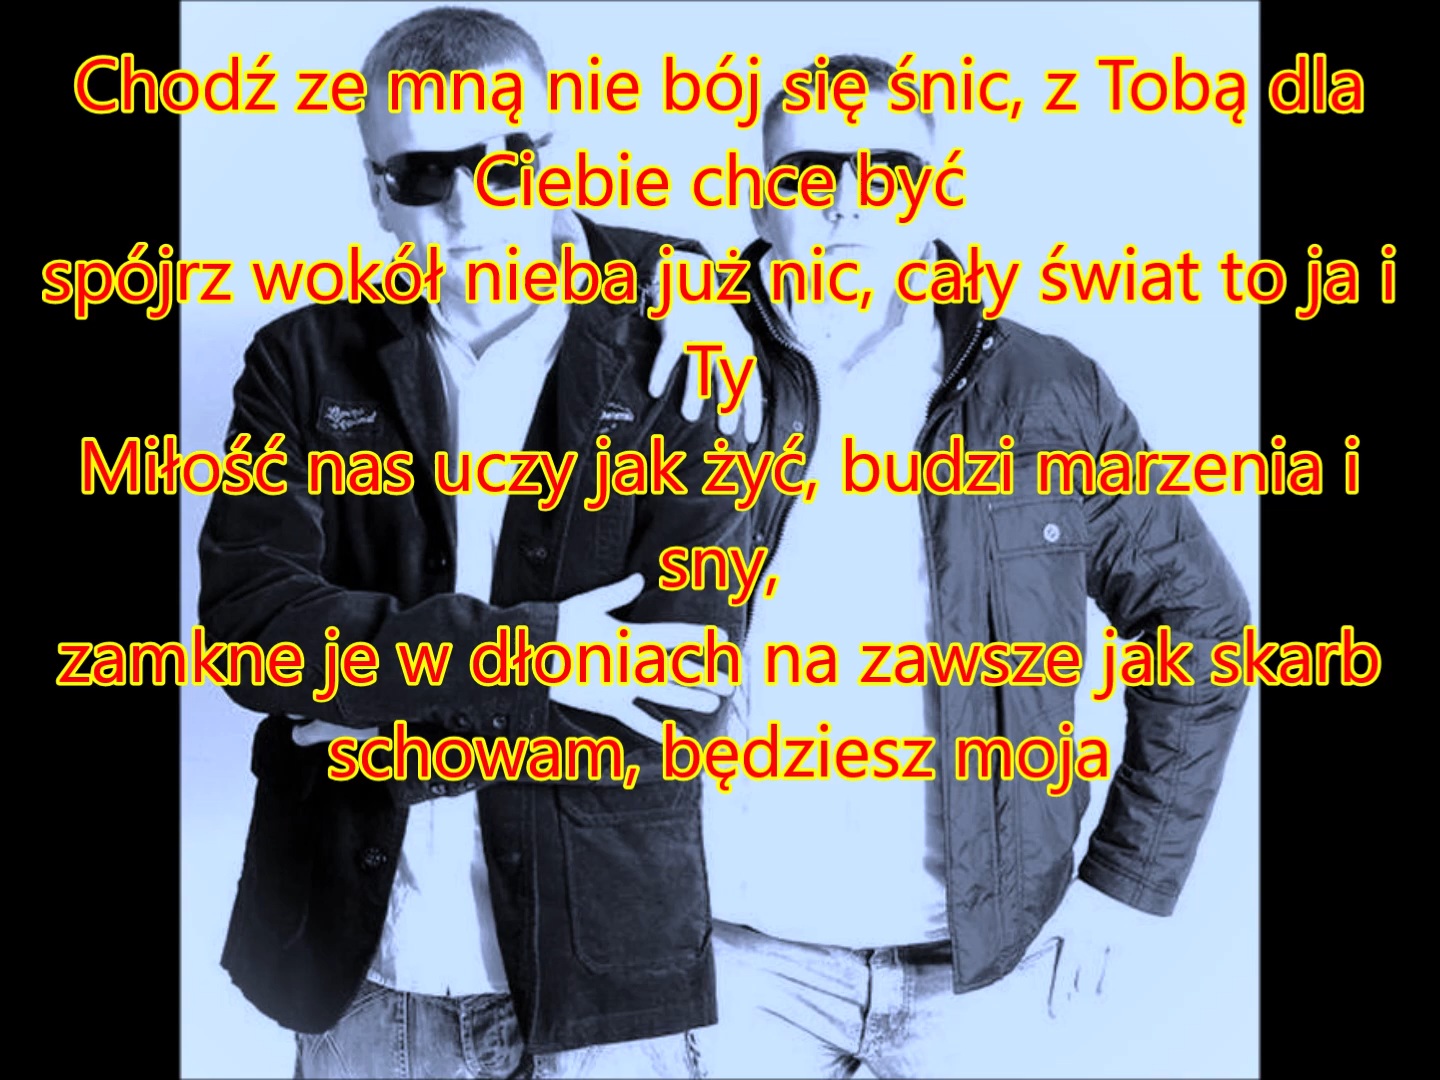 Chodź ze mną nie bój się śnic, z Tobą dla
Ciebie chce być
spójrz wokół nieba już nic, cały świat to ja i
Ty
Miłość nas uczy jak żyć, budzi marzenia i
sny,
zamkne je w dłoniach na zawsze jak skarb
schowam, będziesz moja